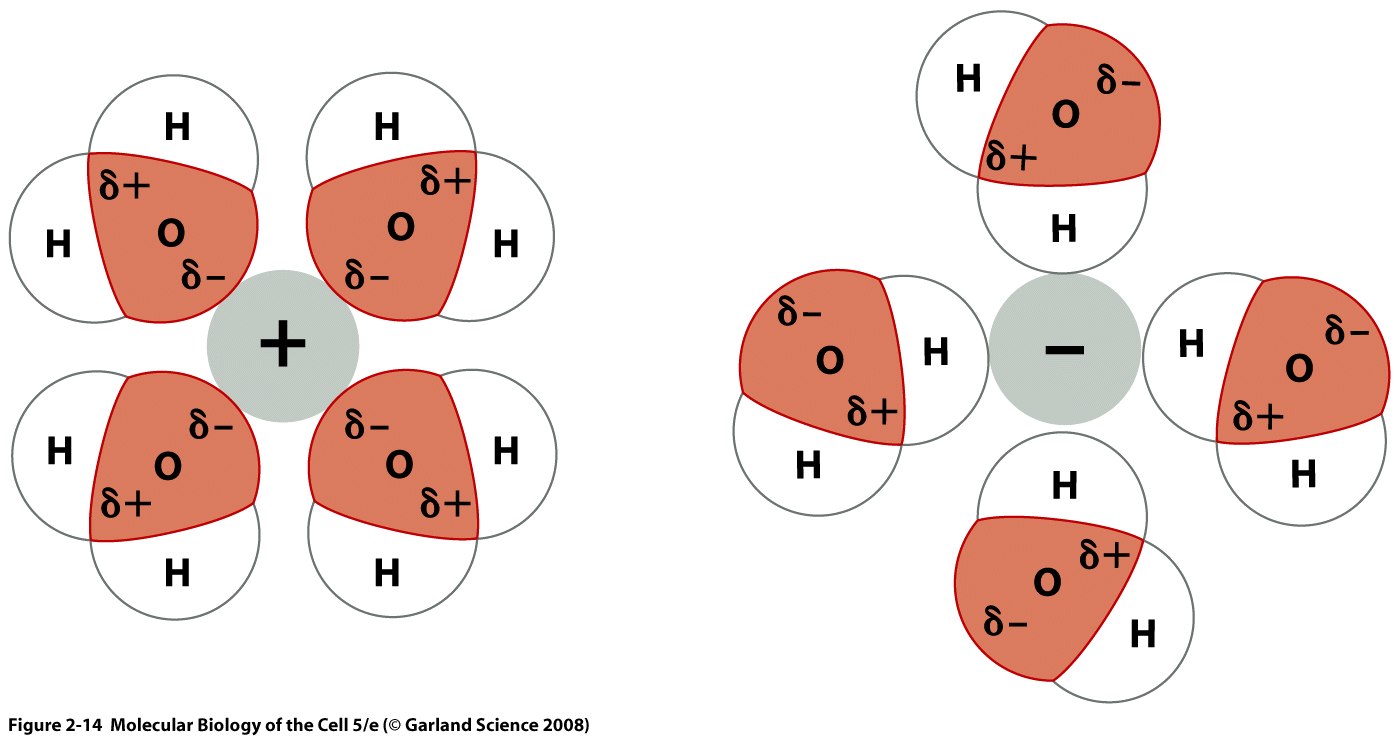 H
H
δ+
O
δ−
H
δ+
O
H
δ−
+
δ−
H
O
δ+
H
δ−
O
H
δ+
H
H
δ−
O
δ+
H
δ−
O
H
δ+
H
−
H
δ−
O
δ+
H
H
δ+
O
δ−
H
Figure 2-14 Molecular Biology of the Cell 5/e (© Garland Science 2008)